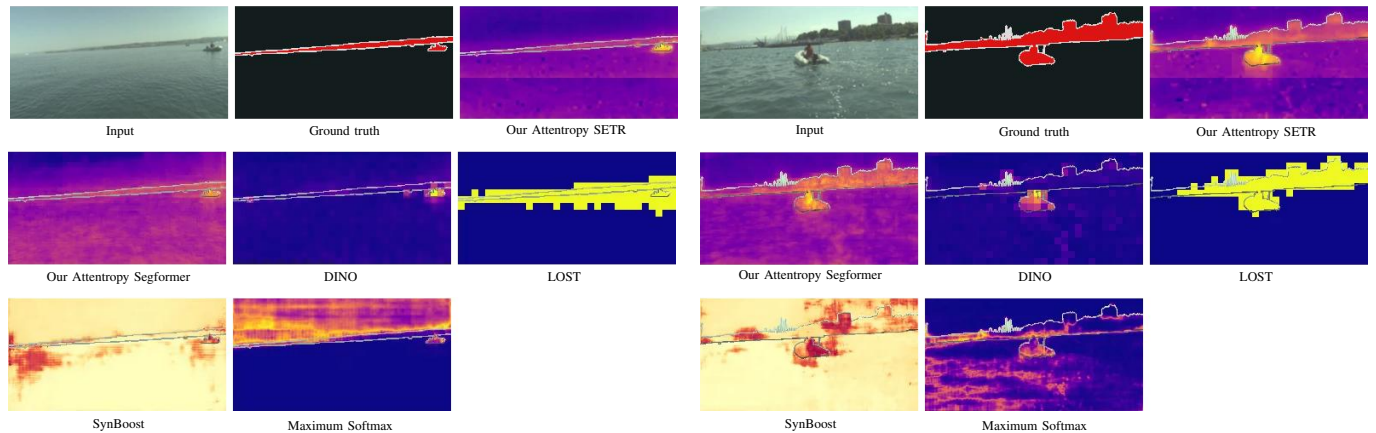 Input
Ground truth
Our Attentropy SETR
Input
Ground truth
Our Attentropy SETR
Our Attentropy Segformer
DINO
LOST
Our Attentropy Segformer
DINO
LOST
SynBoost
Maximum Softmax
SynBoost
Maximum Softmax